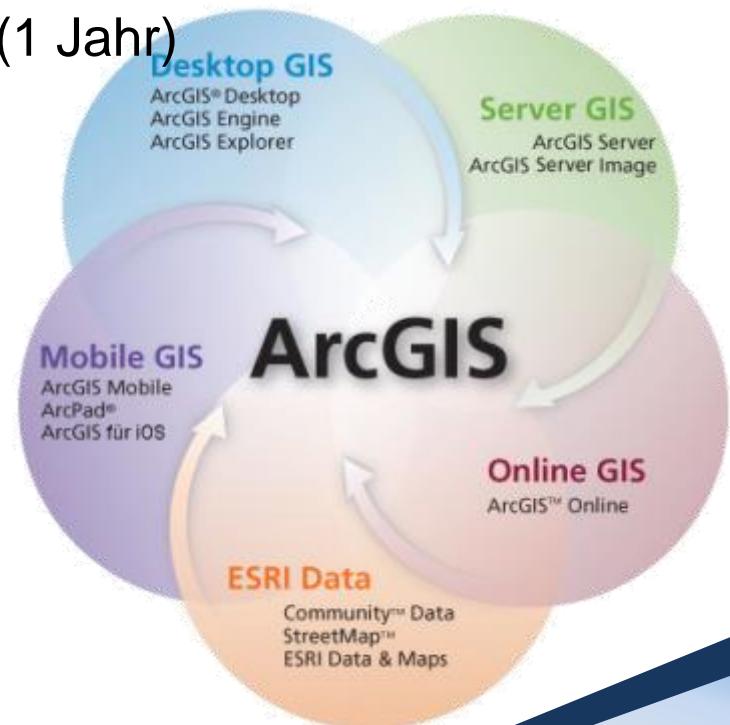 (1 Jahr)
Desktop GIS
ArcGIS® Desktop
ArcGIS Engine
ArcGIS Explorer
Server GIS
ArcGIS Server
ArcGIS Server Image
ArcGIS
Mobile GIS
ArcGIS Mobile
ArcPad®
ArcGIS für iOS
Online GIS
ArcGIS™ Online
ESRI Data
Community™ Data
StreetMap™
ESRI Data & Maps